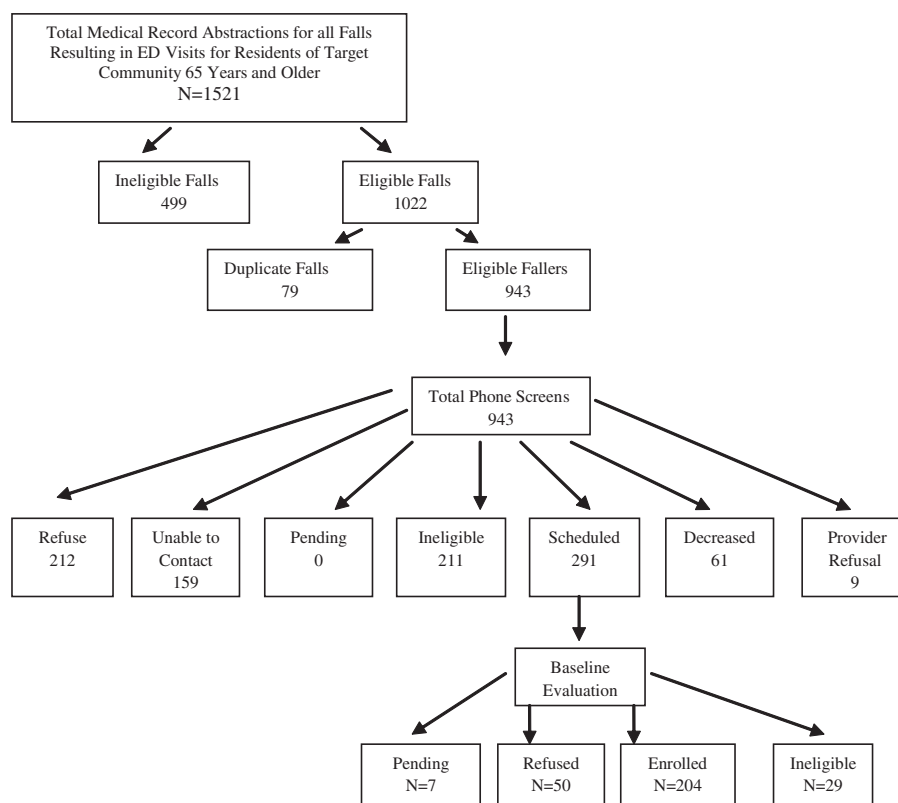 Total Medical Record Abstractions for all Falls
Resulting in ED Visits for Residents of Target
Community 65 Years and Older
N=1521
Ineligible Falls
499
Eligible Falls
1022
Duplicate Falls
79
Eligible Fallers
943
Total Phone Screens
943
Refuse
212
Unable to
Contact
159
Pending
0
Ineligible
211
Scheduled
291
Decreased
61
Provider
Refusal
9
Baseline
Evaluation
Pending
N=7
Refused
N=50
Enrolled
N=204
Ineligible
N=29